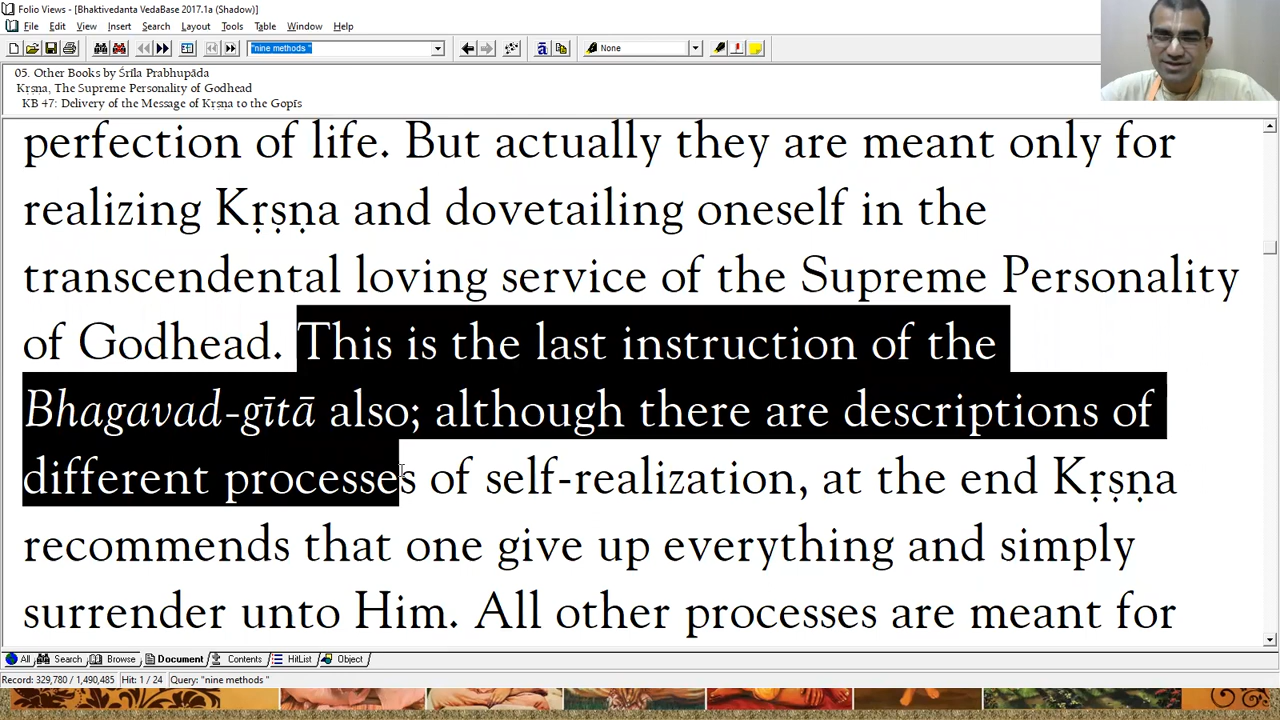 Folio Views - [Bhaktivedanta VedaBase 2017.1a (Shadow)]
File Edit View Insert Search Layout Tools Table Window Help
"nine methods " None
05. Other Books by Śrīla Prabhupāda
Kṛṣṇa, The Supreme Personality of Godhead
KB 47: Delivery of the Message of Kṛṣṇa to the Gopīs
perfection of life. But actually they are meant only for
realizing Kṛṣṇa and dovetailing oneself in the
transcendental loving service of the Supreme Personality
of Godhead. This is the last instruction of the
Bhagavad-gītā also; although there are descriptions of
different processes of self-realization, at the end Kṛṣṇa
recommends that one give up everything and simply
surrender unto Him. All other processes are meant for
All Search Browse Document Contents HitList Object
Record: 329,780 / 1,490,485 Hit: 1 / 24 Query: "nine methods "